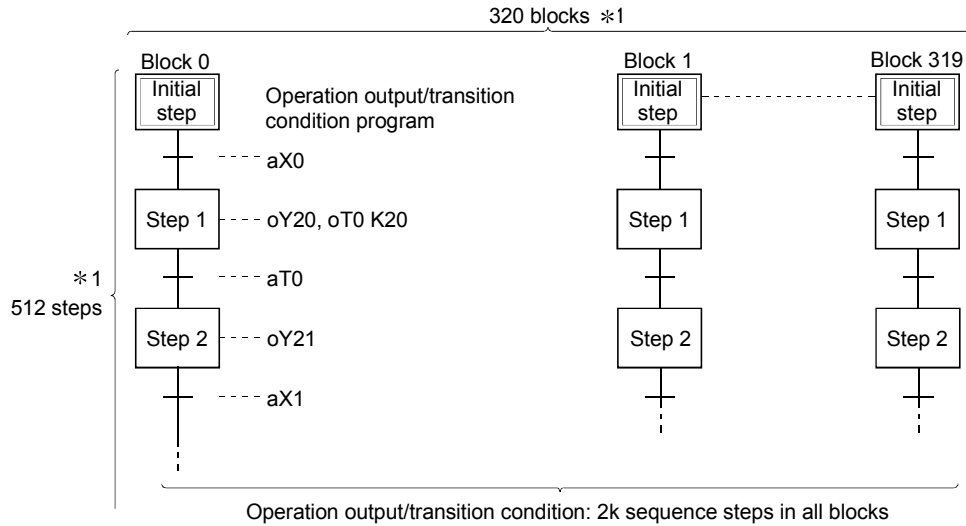 320 blocks *1
Block 0
Block 1
Block 319
Initial
step
Operation output/transition
condition program
Initial
step
Initial
step
aX0
Step 1
oY20, oT0 K20
Step 1
Step 1
*1
512 steps
aT0
Step 2
oY21
Step 2
Step 2
aX1
Operation output/transition condition: 2k sequence steps in all blocks